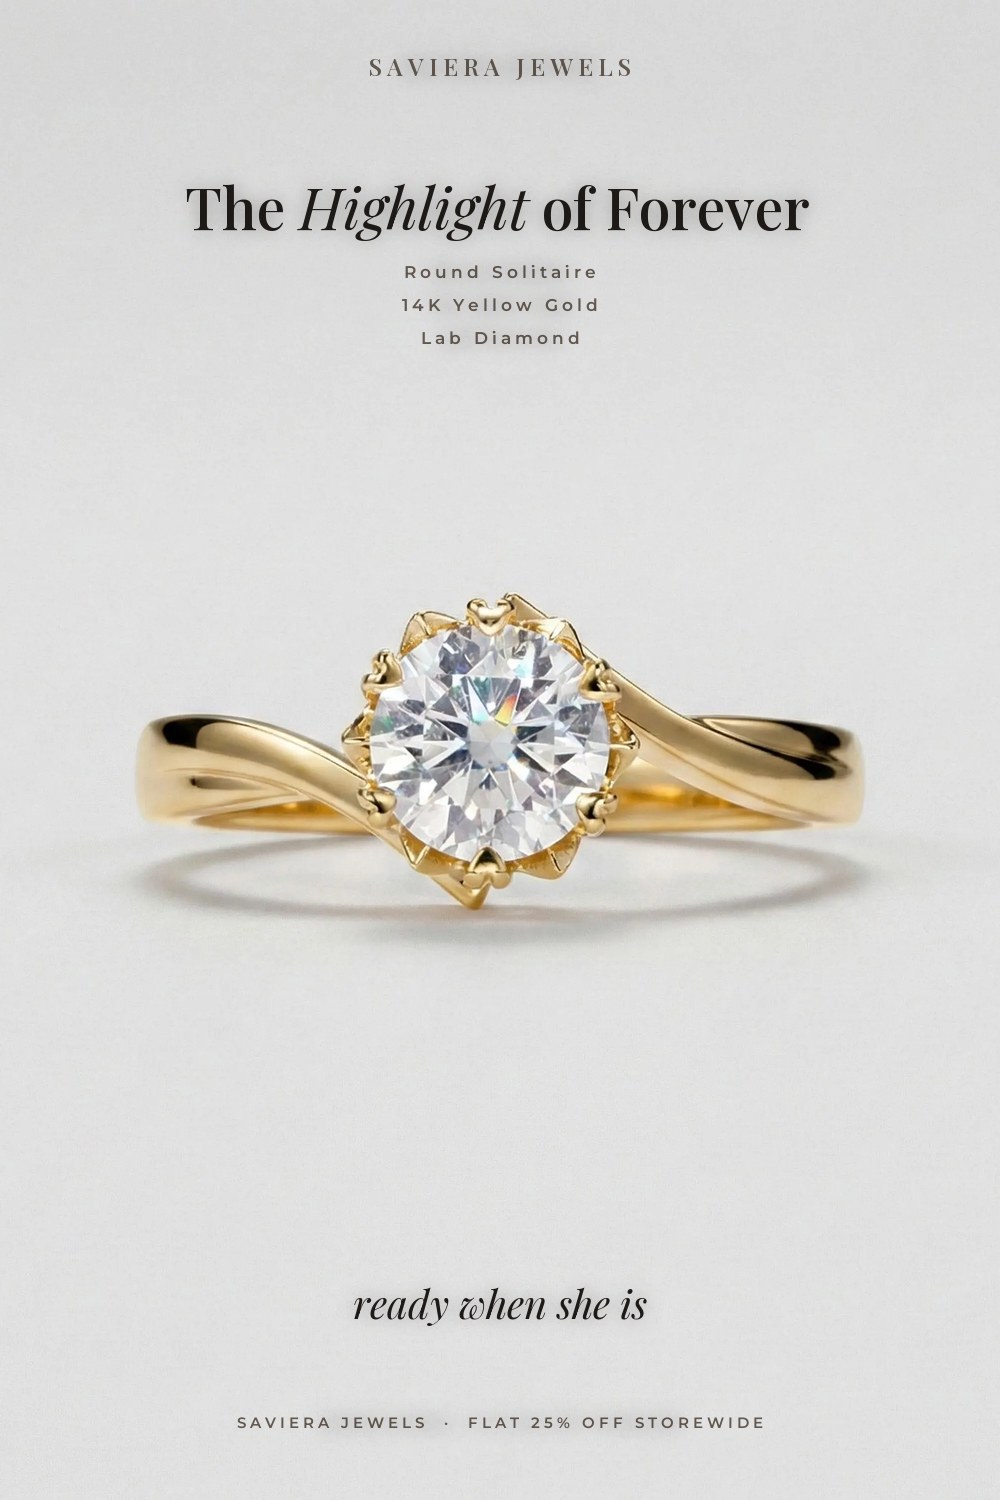 SAVIERA JEWELS
The Highlight of Forever
Round Solitaire
14K Yellow Gold
Lab Diamond
ready when she is
SAVIERA JEWELS · FLAT 25% OFF STOREWIDE